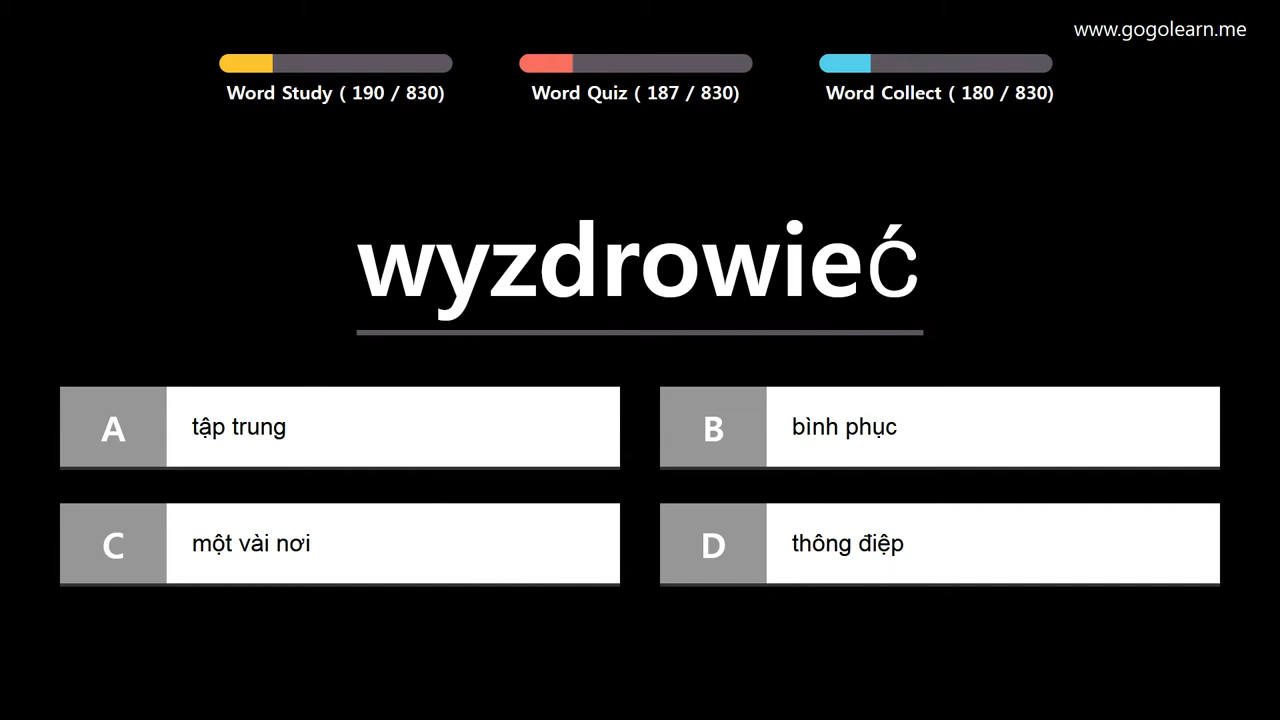 www.gogolearn.me
Word Study ( 190 / 830)
Word Quiz ( 187 / 830)
Word Collect ( 180 / 830)
wyzdrowieć
A
tập trung
B
bình phục
C
một vài nơi
D
thông điệp